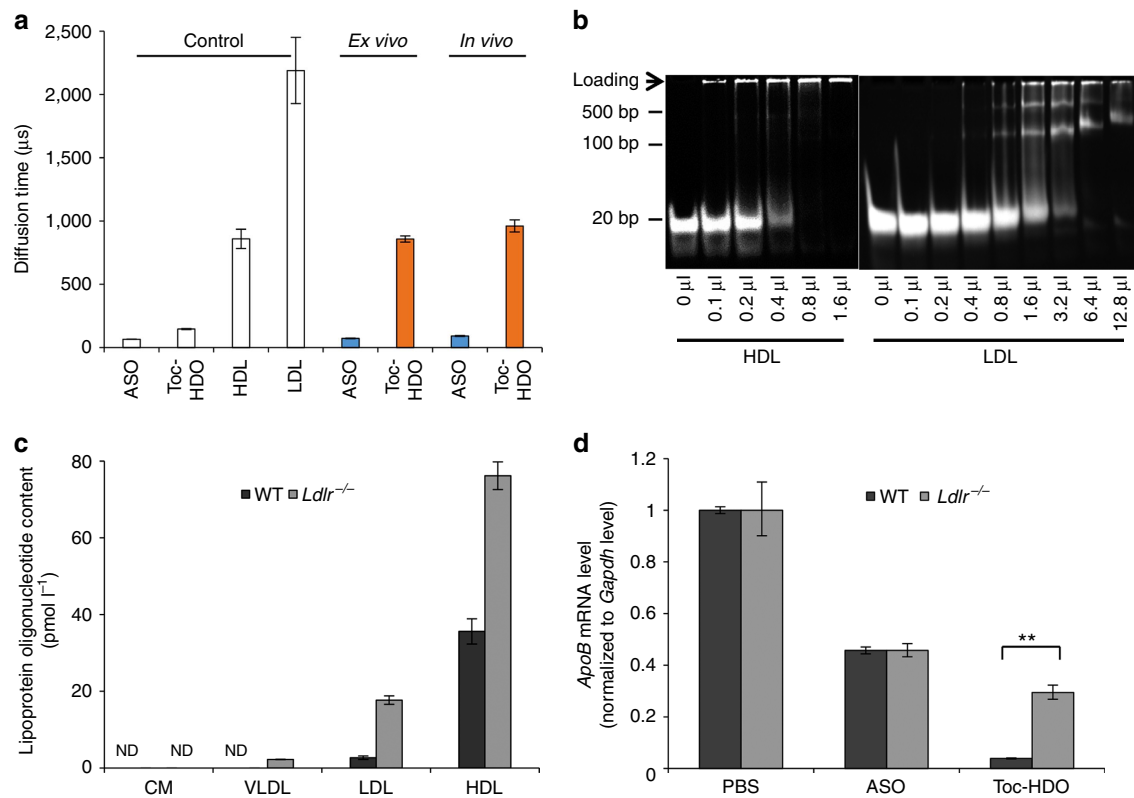 a
2,500
2,000
1,500
1,000
500
0
Diffusion time (μs)
Control
Ex vivo
In vivo
ASO
Toc-
HDO
HDL
LDL
ASO
Toc-
HDO
ASO
Toc-
HDO
b
Loading
500 bp
100 bp
20 bp
0 μl
0.1 μl
0.2 μl
0.4 μl
0.8 μl
1.6 μl
0 μl
0.1 μl
0.2 μl
0.4 μl
0.8 μl
1.6 μl
3.2 μl
6.4 μl
12.8 μl
HDL
LDL
c
80
60
40
20
0
Lipoprotein oligonucleotide content
(pmol l⁻¹)
WT Ldlr⁻/⁻
ND ND ND
CM VLDL LDL HDL
d
1.2
1
0.8
0.6
0.4
0.2
0
ApoB mRNA level
(normalized to Gapdh level)
WT Ldlr⁻/⁻
**
PBS ASO Toc-HDO